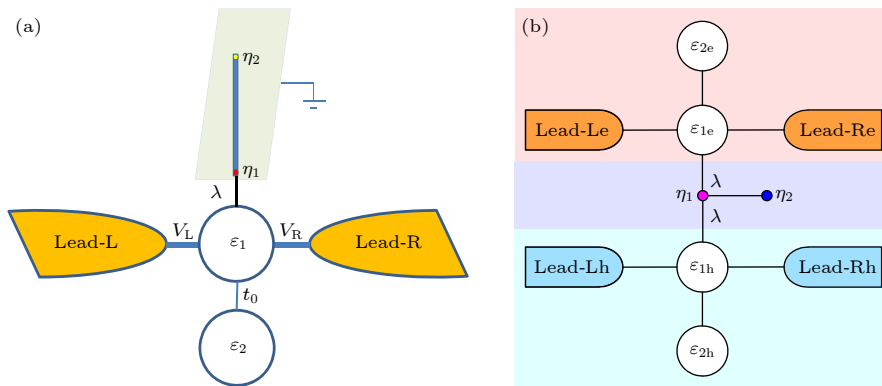 (a)
η2
η1
λ
Lead-L
VL
ε1
VR
Lead-R
t0
ε2
(b)
ε2e
Lead-Le
ε1e
Lead-Re
λ
η1
η2
λ
Lead-Lh
ε1h
Lead-Rh
ε2h